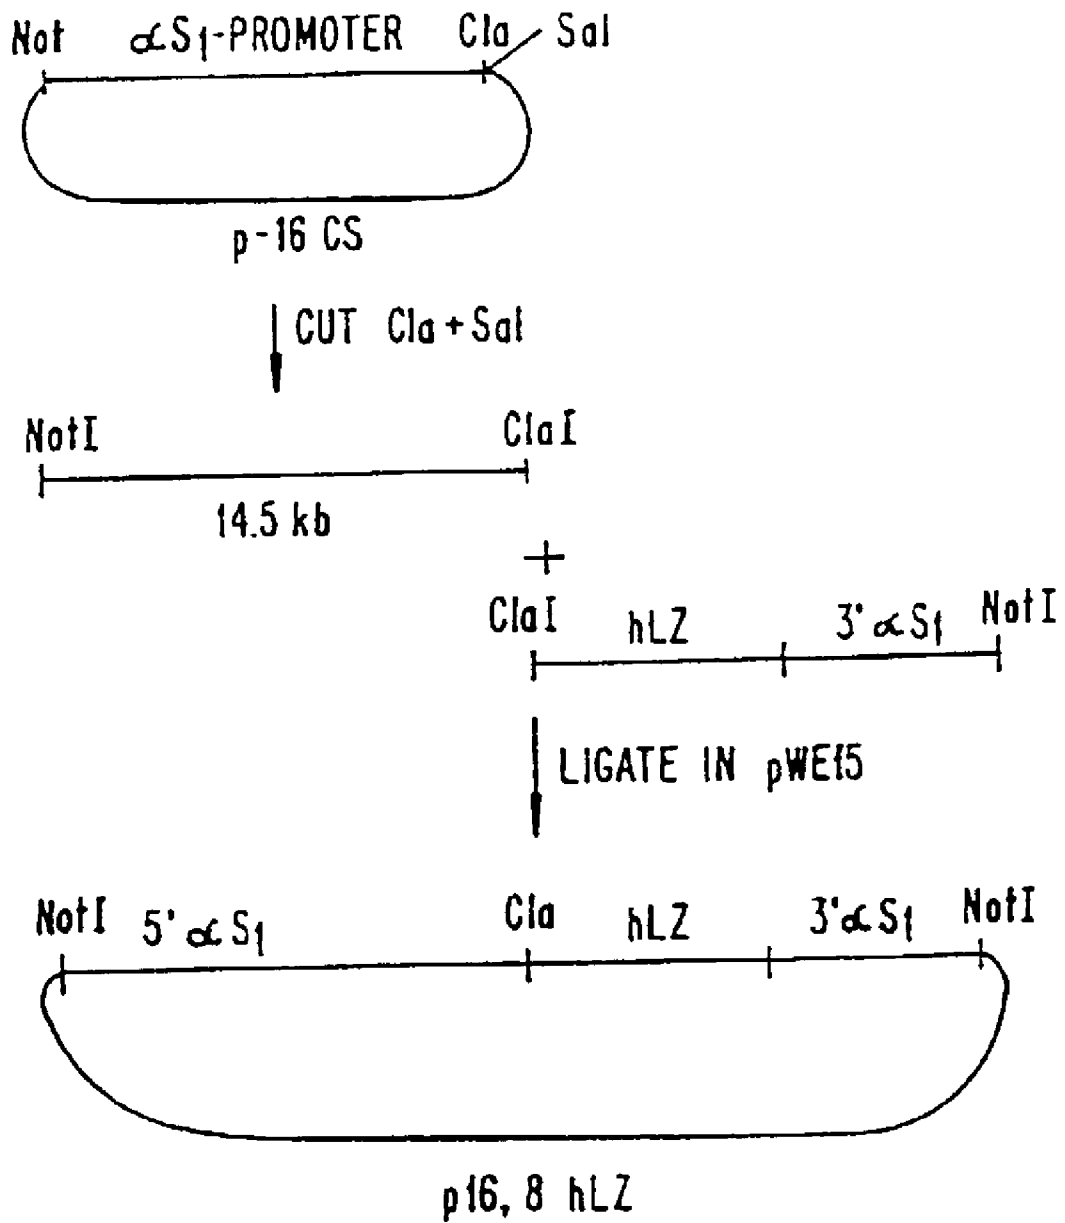 Not αS1-PROMOTER Cla Sal
p-16 CS
CUT Cla + Sal
NotI ClaI
14.5 kb
+
ClaI hLZ 3' αS1 NotI
LIGATE IN pWE15
NotI 5' αS1 Cla hLZ 3' αS1 NotI
p16, 8 hLZ